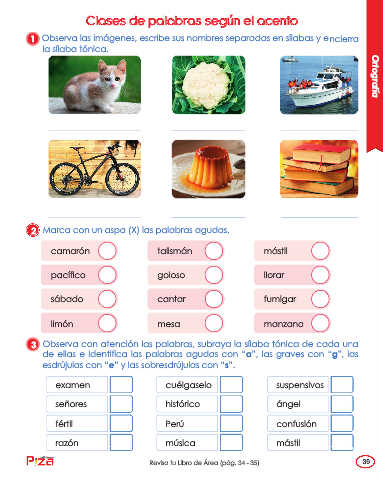 Clases de palabras según el acento
1 Observa las imágenes, escribe sus nombres separadas en sílabas y encierra
la sílaba tónica.
Ortografía
2 Marca con un aspa (X) las palabras agudas.
camarón talismán mástil
pacífico goloso llorar
sábado cantar fumigar
limón mesa manzana
3 Observa con atención las palabras, subraya la sílaba tónica de cada una
de ellas e identifica las palabras agudas con “a”, las graves con “g”, las
esdrújulas con “e” y las sobresdrújulas con “s”.
examen cuélgaselo suspensivos
señores histórico ángel
fértil Perú confusión
razón música mástil
Revisa tu Libro de Área (pág. 34 - 35)
39